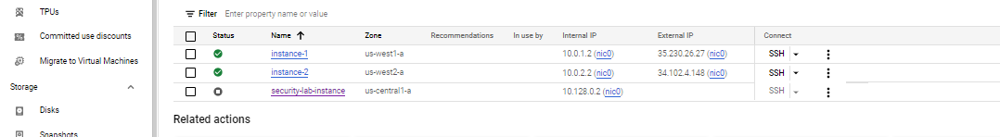 TPUs
Committed use discounts
Migrate to Virtual Machines
Storage
Disks
Snapshots
Filter Enter property name or value
Status Name Zone Recommendations In use by Internal IP External IP Connect
instance-1 us-west1-a 10.0.1.2 (nic0) 35.230.26.27 (nic0) SSH
instance-2 us-west2-a 10.0.2.2 (nic0) 34.102.4.148 (nic0) SSH
security-lab-instance us-central1-a 10.128.0.2 (nic0) SSH
Related actions